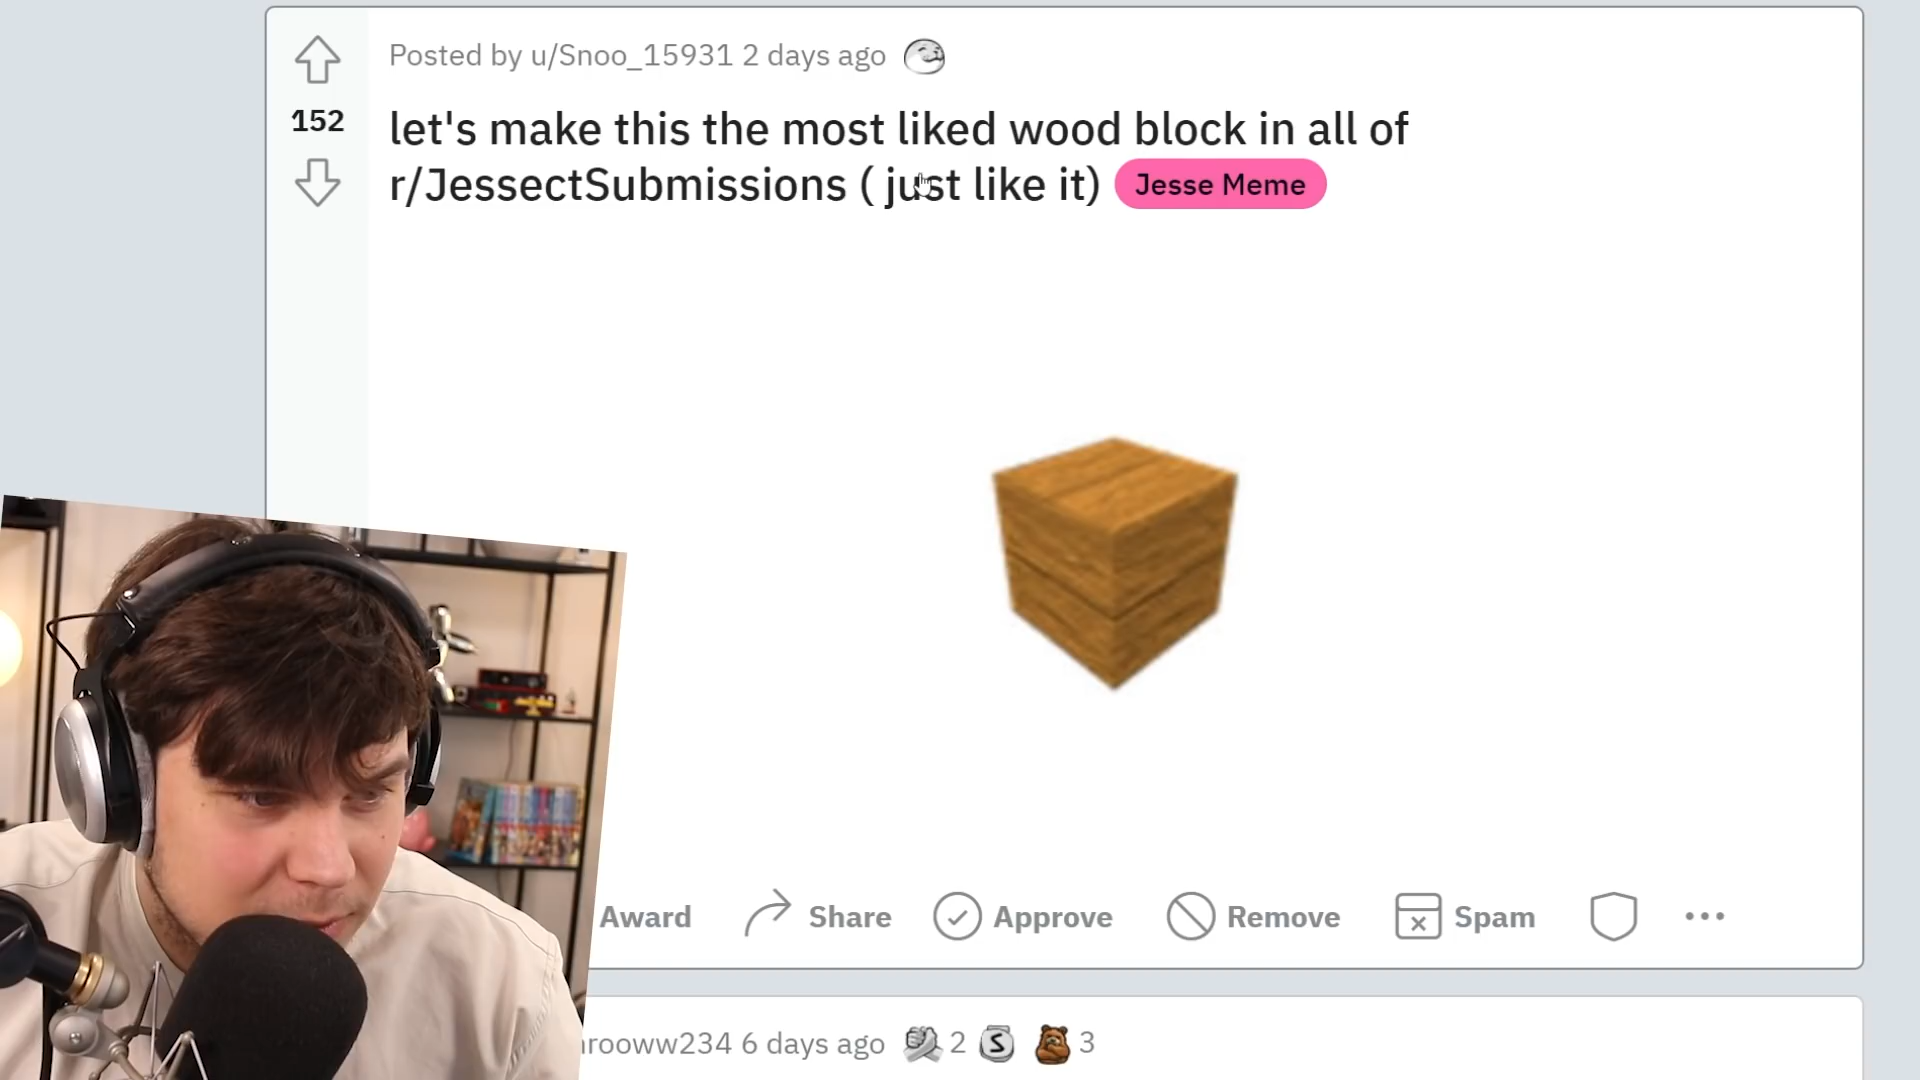 Posted by u/Snoo_15931 2 days ago
152
let's make this the most liked wood block in all of
r/JessectSubmissions ( just like it) Jesse Meme
Award Share Approve Remove Spam
rooww234 6 days ago 2 S 3